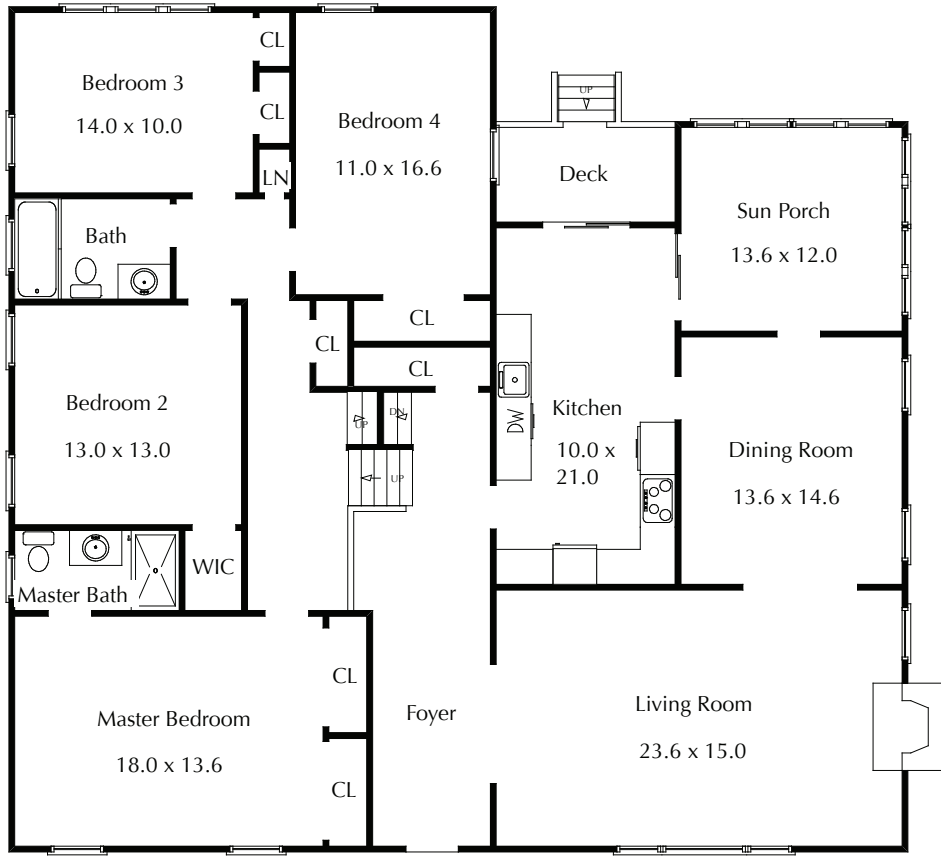 CL
Bedroom 3
14.0 x 10.0
CL
UP
Bedroom 4
11.0 x 16.6
LN
Deck
Sun Porch
13.6 x 12.0
Bath
CL
CL
CL
Bedroom 2
13.0 x 13.0
UP
DN
DW
Kitchen
10.0 x
21.0
Dining Room
13.6 x 14.6
UP
WIC
Master Bath
CL
Master Bedroom
18.0 x 13.6
Foyer
Living Room
23.6 x 15.0
CL